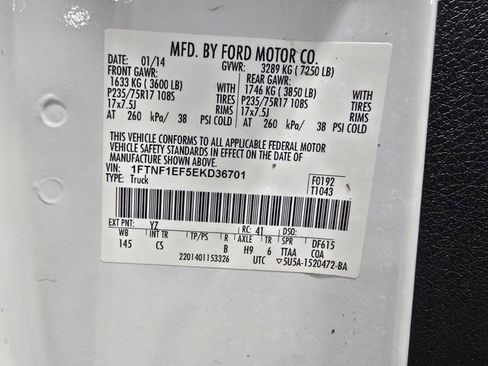 MFD. BY FORD MOTOR CO.
DATE: 01/14 GVWR: 3289 KG ( 7250 LB)
FRONT GAWR: REAR GAWR:
1633 KG ( 3600 LB) WITH 1746 KG ( 3850 LB) WITH
P235/75R17 108S TIRES P235/75R17 108S TIRES
17x7.5J RIMS 17x7.5J RIMS
AT 260 kPa/ 38 PSI COLD AT 260 kPa/ 38 PSI COLD
THIS VEHICLE CONFORMS TO ALL APPLICABLE FEDERAL MOTOR
VEHICLE SAFETY STANDARDS IN EFFECT ON THE DATE OF
MANUFACTURE SHOWN ABOVE.
VIN: 1FTNF1EF5EKD36701 F0192
TYPE: Truck T1043
EXT PNT: YZ RC: 41 DSO:
WB INT TR TP/PS R AXLE TR SPR DF615
145 CS B H9 6 TTAA COA
2201401153326 UTC ▽5U5A-1520472-BA